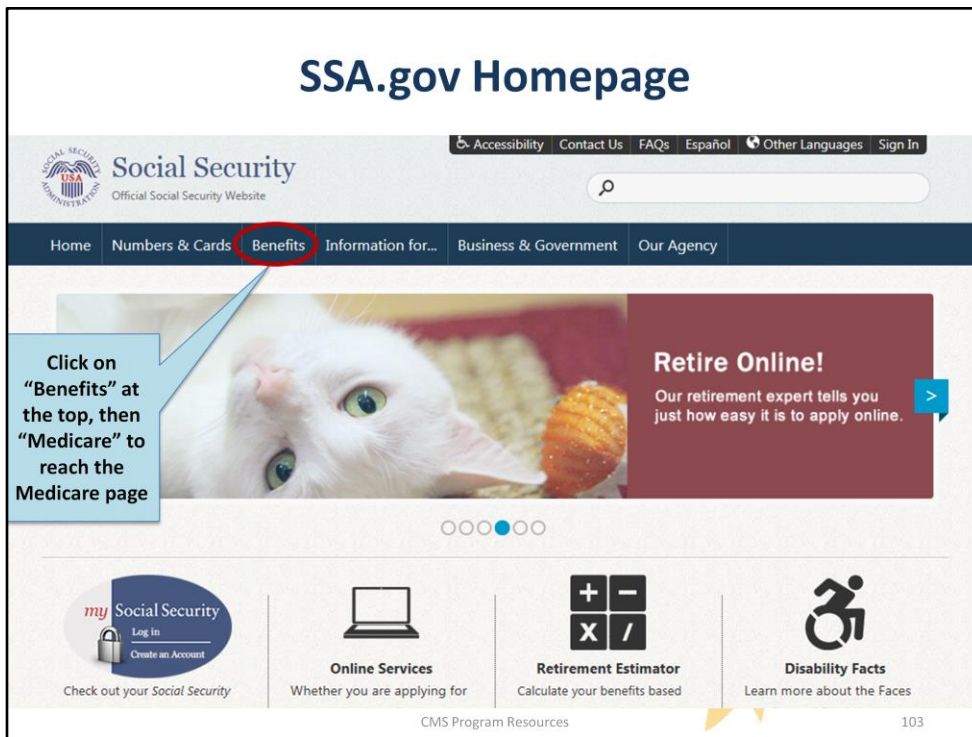 SSA.gov Homepage
SOCIAL SECURITY ADMINISTRATION
USA
Social Security
Official Social Security Website
Accessibility Contact Us FAQs Español Other Languages Sign In
Home Numbers & Cards Benefits Information for... Business & Government Our Agency
Click on
“Benefits” at
the top, then
“Medicare” to
reach the
Medicare page
Retire Online!
Our retirement expert tells you
just how easy it is to apply online.
>
my Social Security
Log in
Create an Account
Check out your Social Security
Online Services
Whether you are applying for
+ −
X /
Retirement Estimator
Calculate your benefits based
Disability Facts
Learn more about the Faces
CMS Program Resources
103